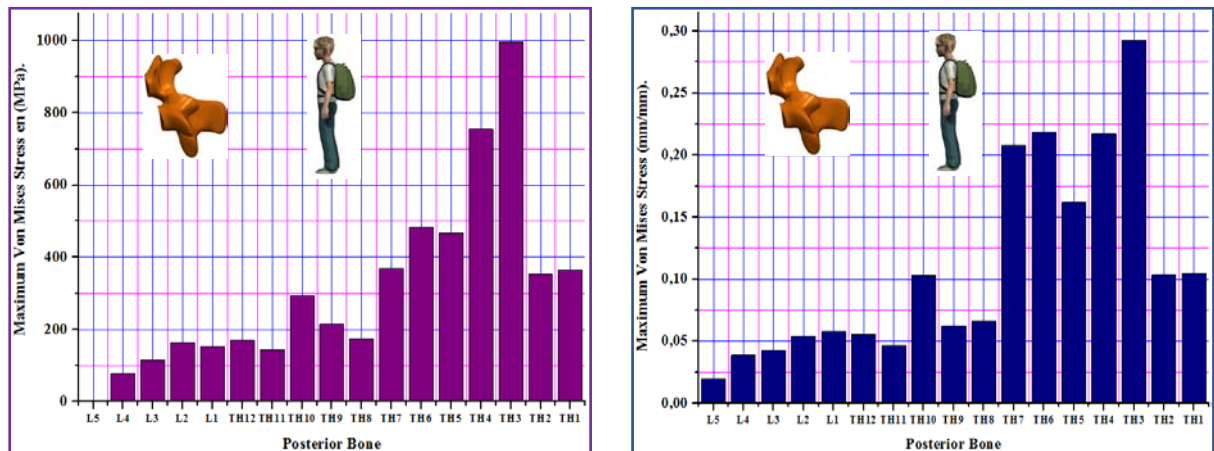 Maximum Von Mises Stress en (MPa).
1000
800
600
400
200
0
L5 L4 L3 L2 L1 TH12 TH11 TH10 TH9 TH8 TH7 TH6 TH5 TH4 TH3 TH2 TH1
Posterior Bone
Maximum Von Mises Stress (mm/mm).
0,30
0,25
0,20
0,15
0,10
0,05
0,00
L5 L4 L3 L2 L1 TH12 TH11 TH10 TH9 TH8 TH7 TH6 TH5 TH4 TH3 TH2 TH1
Posterior Bone